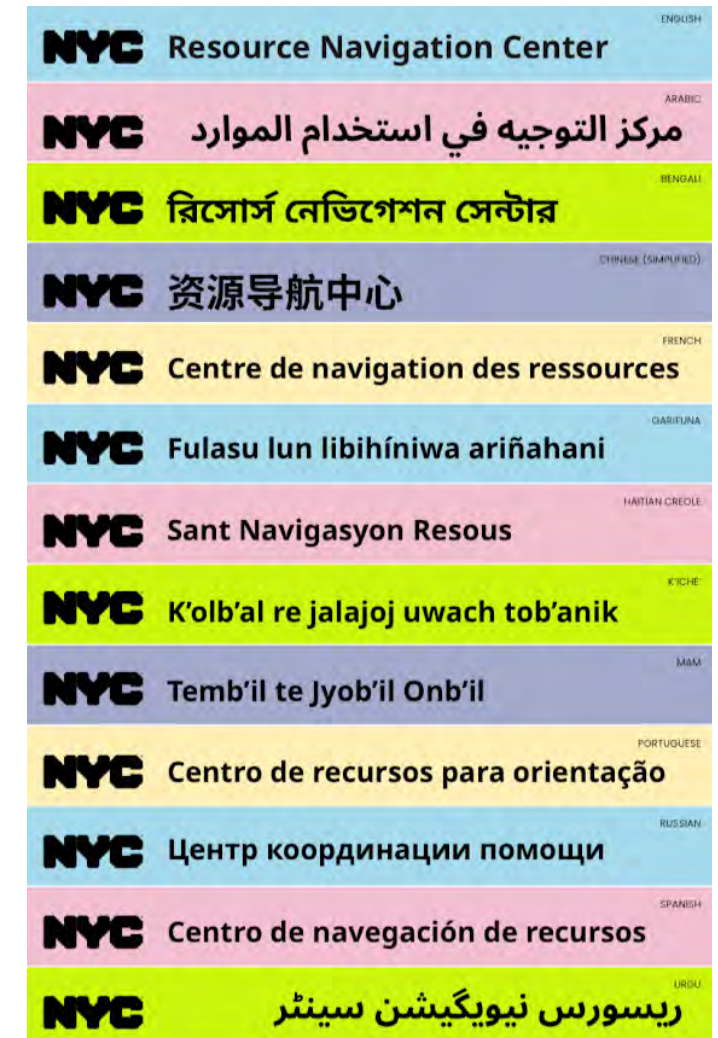 ENGLISH
NYC Resource Navigation Center
ARABIC
NYC مركز التوجيه في استخدام الموارد
BENGALI
NYC রিসোর্স নেভিগেশন সেন্টার
CHINESE (SIMPLIFIED)
NYC 资源导航中心
FRENCH
NYC Centre de navigation des ressources
GARIFUNA
NYC Fulasu lun libihíniwa ariñahani
HAITIAN CREOLE
NYC Sant Navigasyon Resous
K'ICHE'
NYC K’olb’al re jalajoj uwach tob’anik
MAM
NYC Temb’il te Jyob’il Onb’il
PORTUGUESE
NYC Centro de recursos para orientação
RUSSIAN
NYC Центр координации помощи
SPANISH
NYC Centro de navegación de recursos
URDU
NYC ریسورس نیویگیشن سینٹر